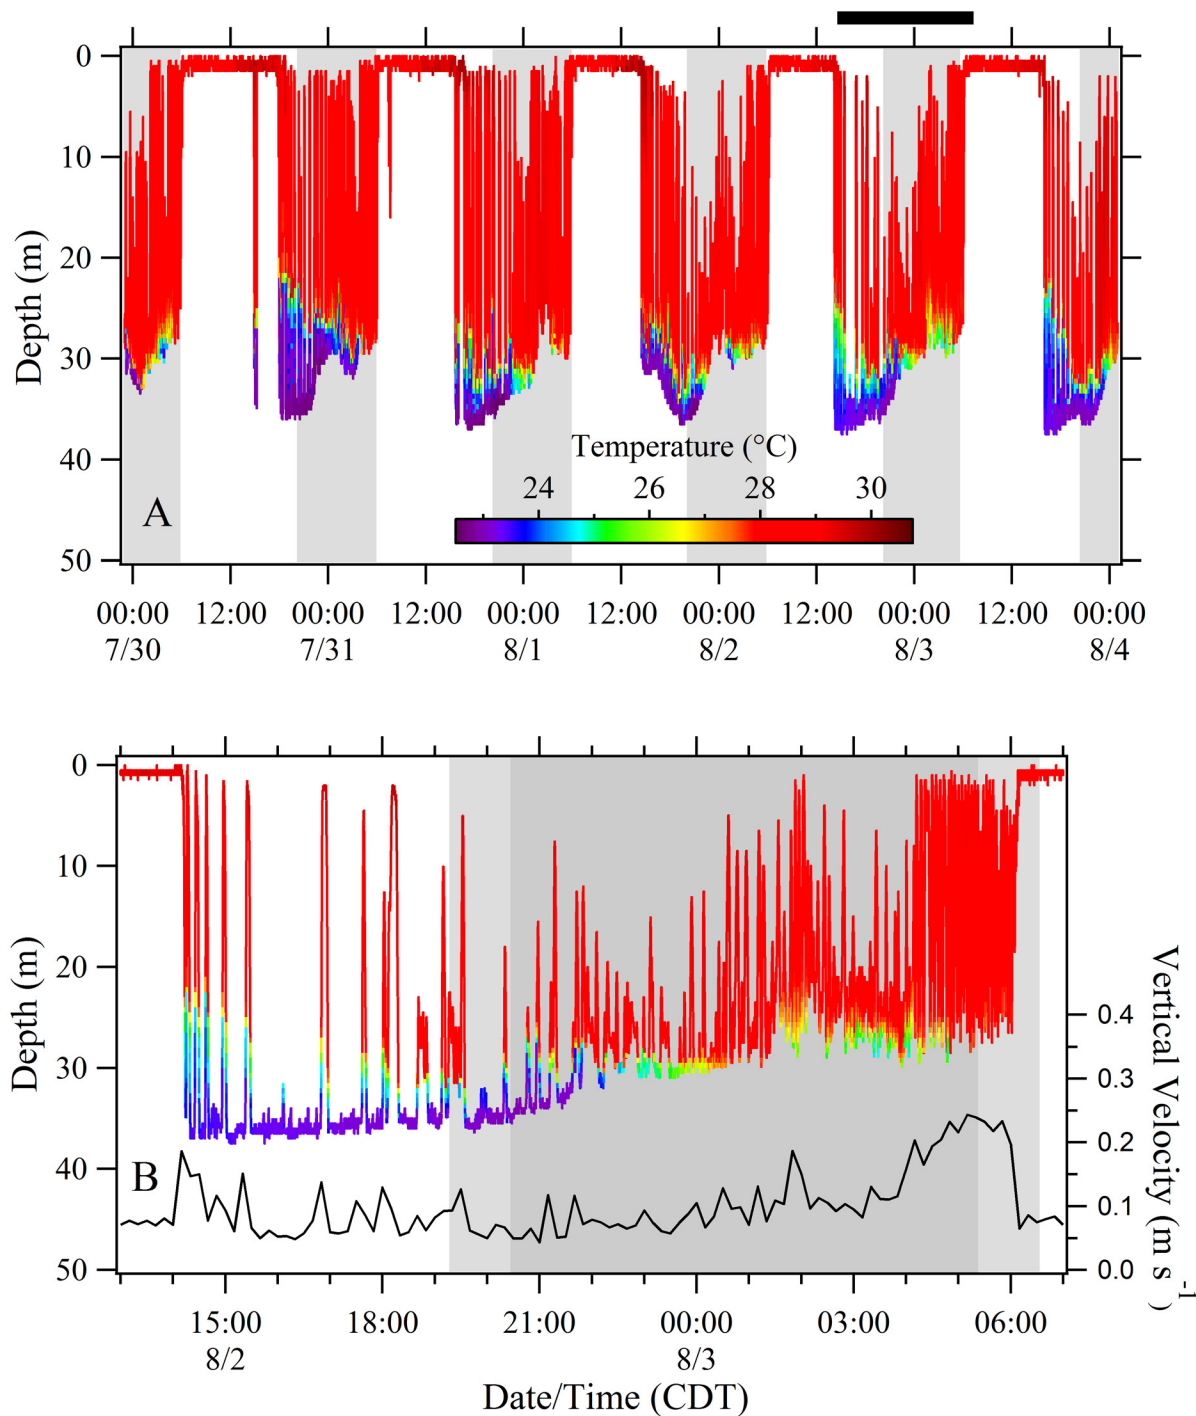 0
10
20
30
40
50
Depth (m)
Temperature (°C)
24 26 28 30
A
00:00 12:00 00:00 12:00 00:00 12:00 00:00 12:00 00:00 12:00 00:00
7/30 7/31 8/1 8/2 8/3 8/4
0
10
20
30
40
50
Depth (m)
B
0.4
0.3
0.2
0.1
0.0
Vertical Velocity (m s⁻¹)
15:00 18:00 21:00 00:00 03:00 06:00
8/2 8/3
Date/Time (CDT)